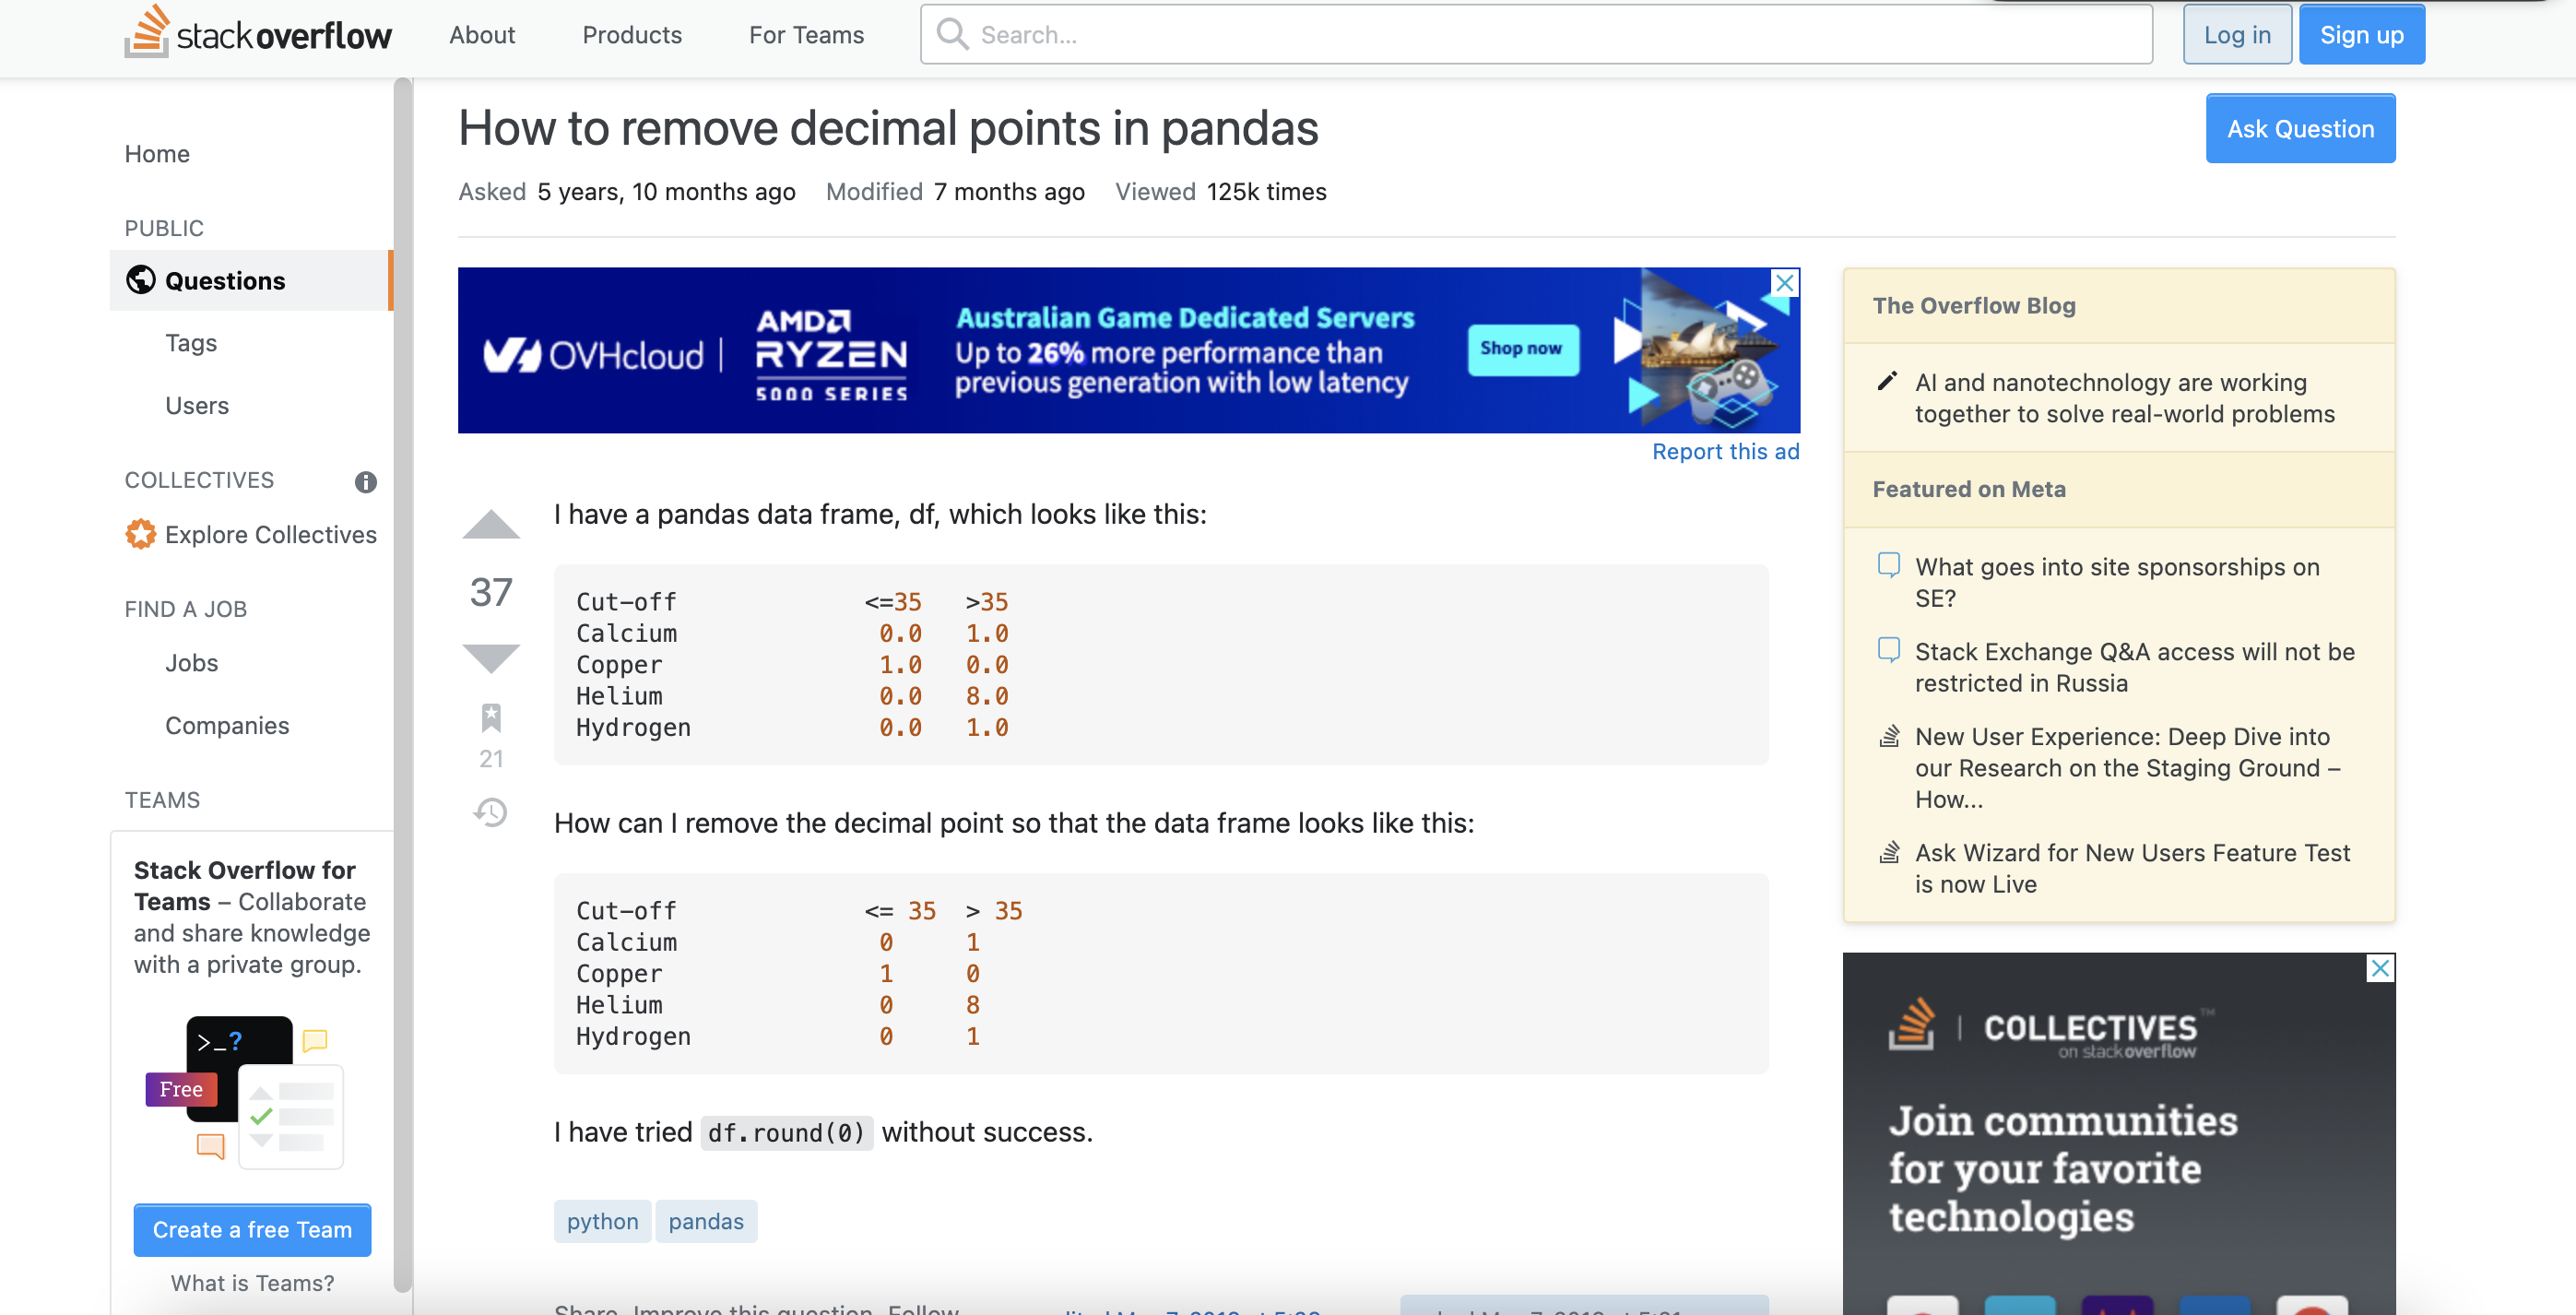 stackoverflow About Products For Teams Search... Log in Sign up
Home
PUBLIC
Questions
Tags
Users
COLLECTIVES
Explore Collectives
FIND A JOB
Jobs
Companies
TEAMS
Stack Overflow for
Teams – Collaborate
and share knowledge
with a private group.
>_?
Free
Create a free Team
What is Teams?
How to remove decimal points in pandas
Ask Question
Asked 5 years, 10 months ago Modified 7 months ago Viewed 125k times
OVHcloud
AMD
RYZEN
5000 SERIES
Australian Game Dedicated Servers
Up to 26% more performance than
previous generation with low latency
Shop now
Report this ad
37
21
I have a pandas data frame, df, which looks like this:
Cut-off <=35 >35
Calcium 0.0 1.0
Copper 1.0 0.0
Helium 0.0 8.0
Hydrogen 0.0 1.0
How can I remove the decimal point so that the data frame looks like this:
Cut-off <= 35 > 35
Calcium 0 1
Copper 1 0
Helium 0 8
Hydrogen 0 1
I have tried df.round(0) without success.
python pandas
Share Improve this question Follow
The Overflow Blog
AI and nanotechnology are working
together to solve real-world problems
Featured on Meta
What goes into site sponsorships on
SE?
Stack Exchange Q&A access will not be
restricted in Russia
New User Experience: Deep Dive into
our Research on the Staging Ground –
How...
Ask Wizard for New Users Feature Test
is now Live
COLLECTIVES™
on stackoverflow
Join communities
for your favorite
technologies